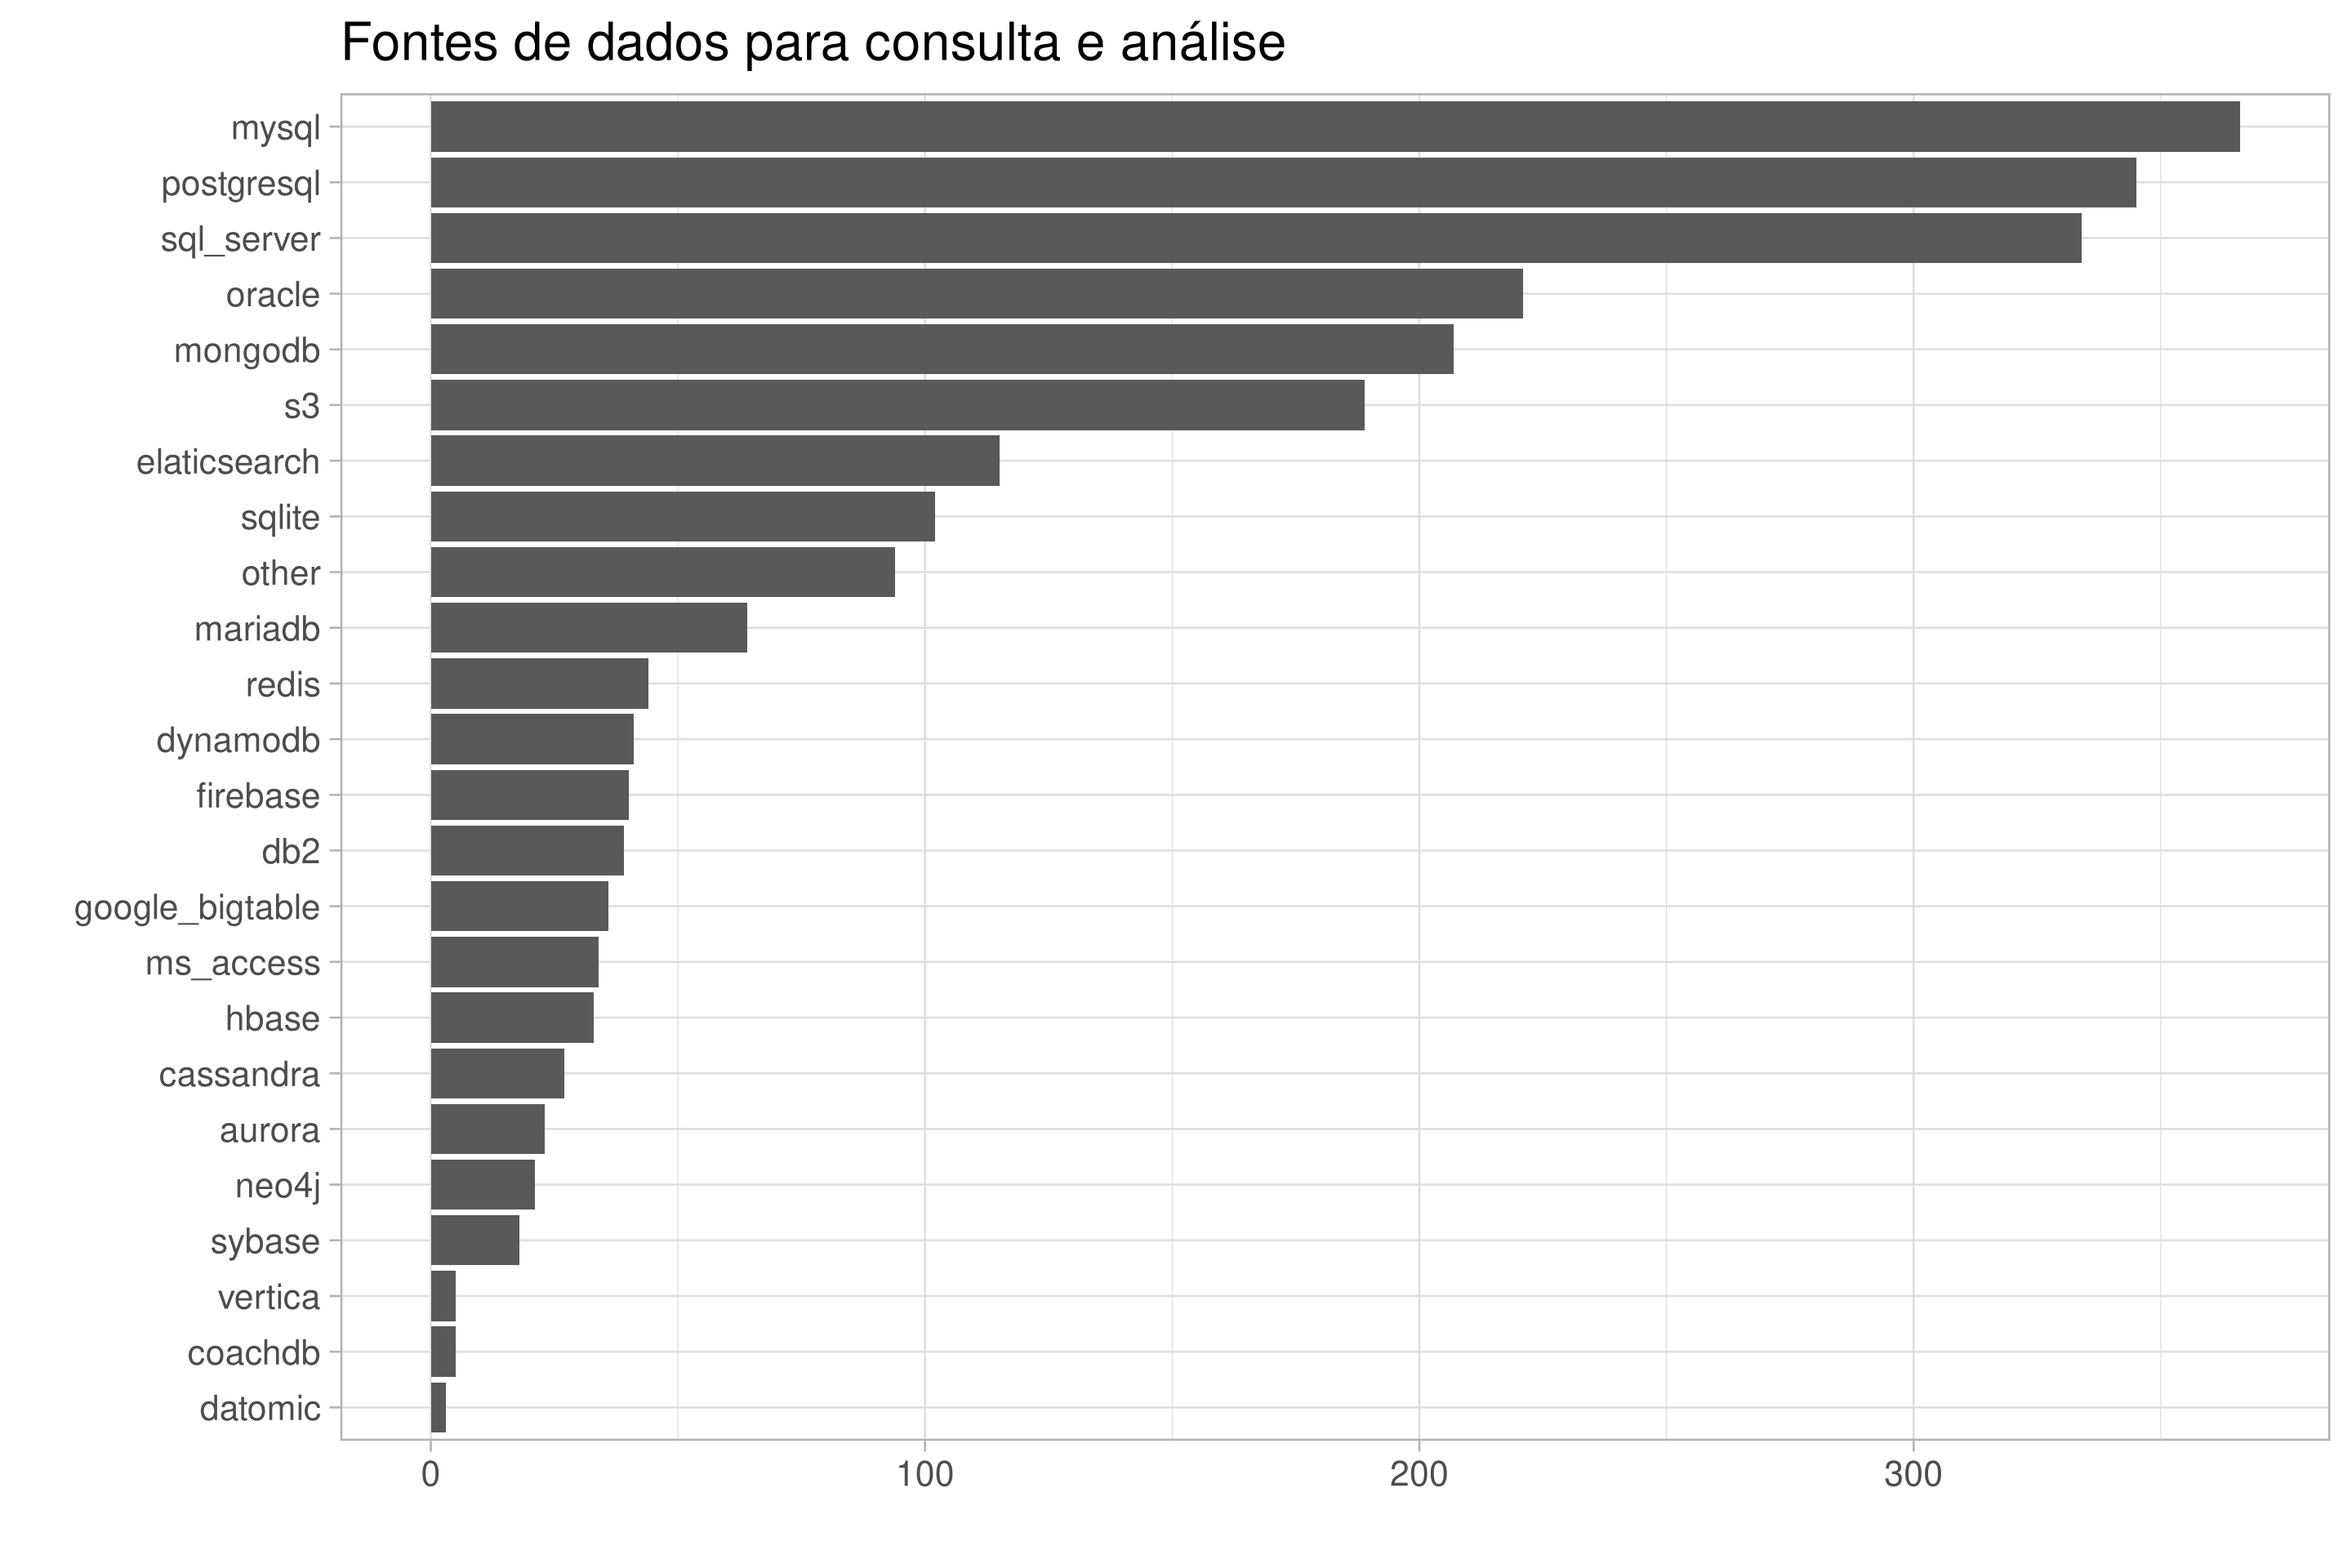 Fontes de dados para consulta e análise
mysql
postgresql
sql_server
oracle
mongodb
s3
elaticsearch
sqlite
other
mariadb
redis
dynamodb
firebase
db2
google_bigtable
ms_access
hbase
cassandra
aurora
neo4j
sybase
vertica
coachdb
datomic
0 100 200 300